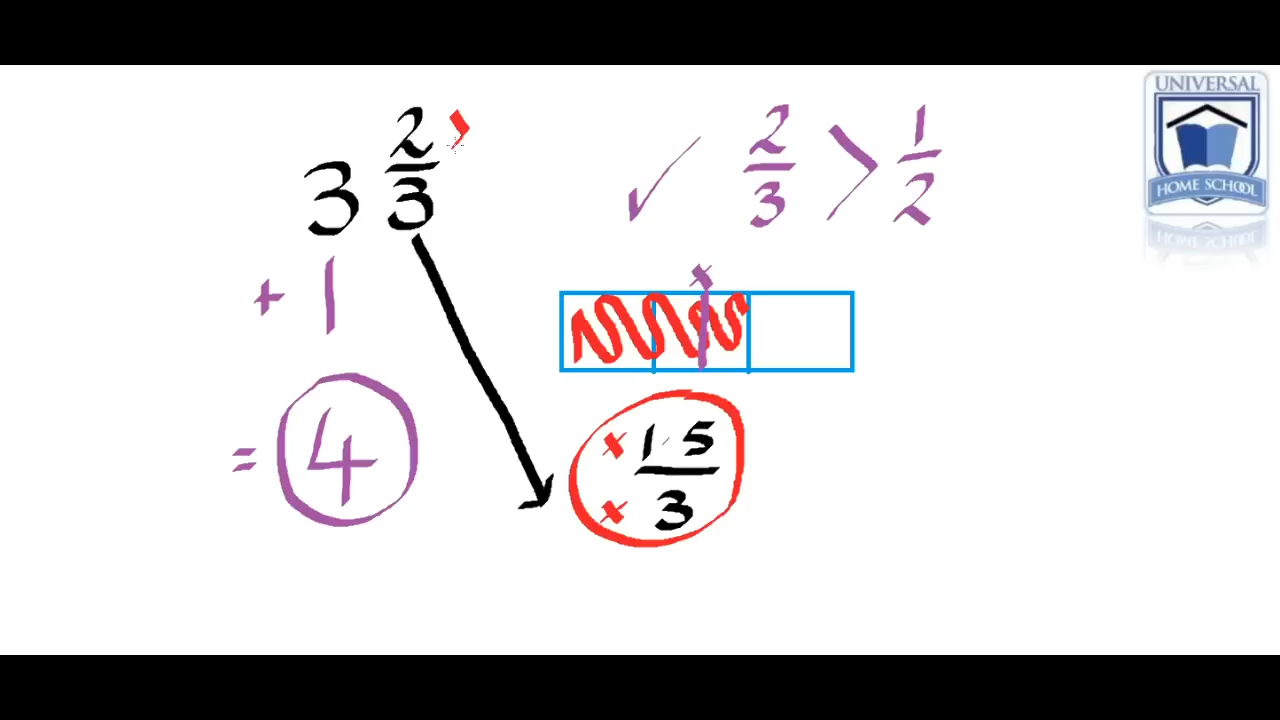 3 2/3 >
✓ 2/3 > 1/2
+ 1
x
= 4
x 1.5
x 3
UNIVERSAL
HOME SCHOOL